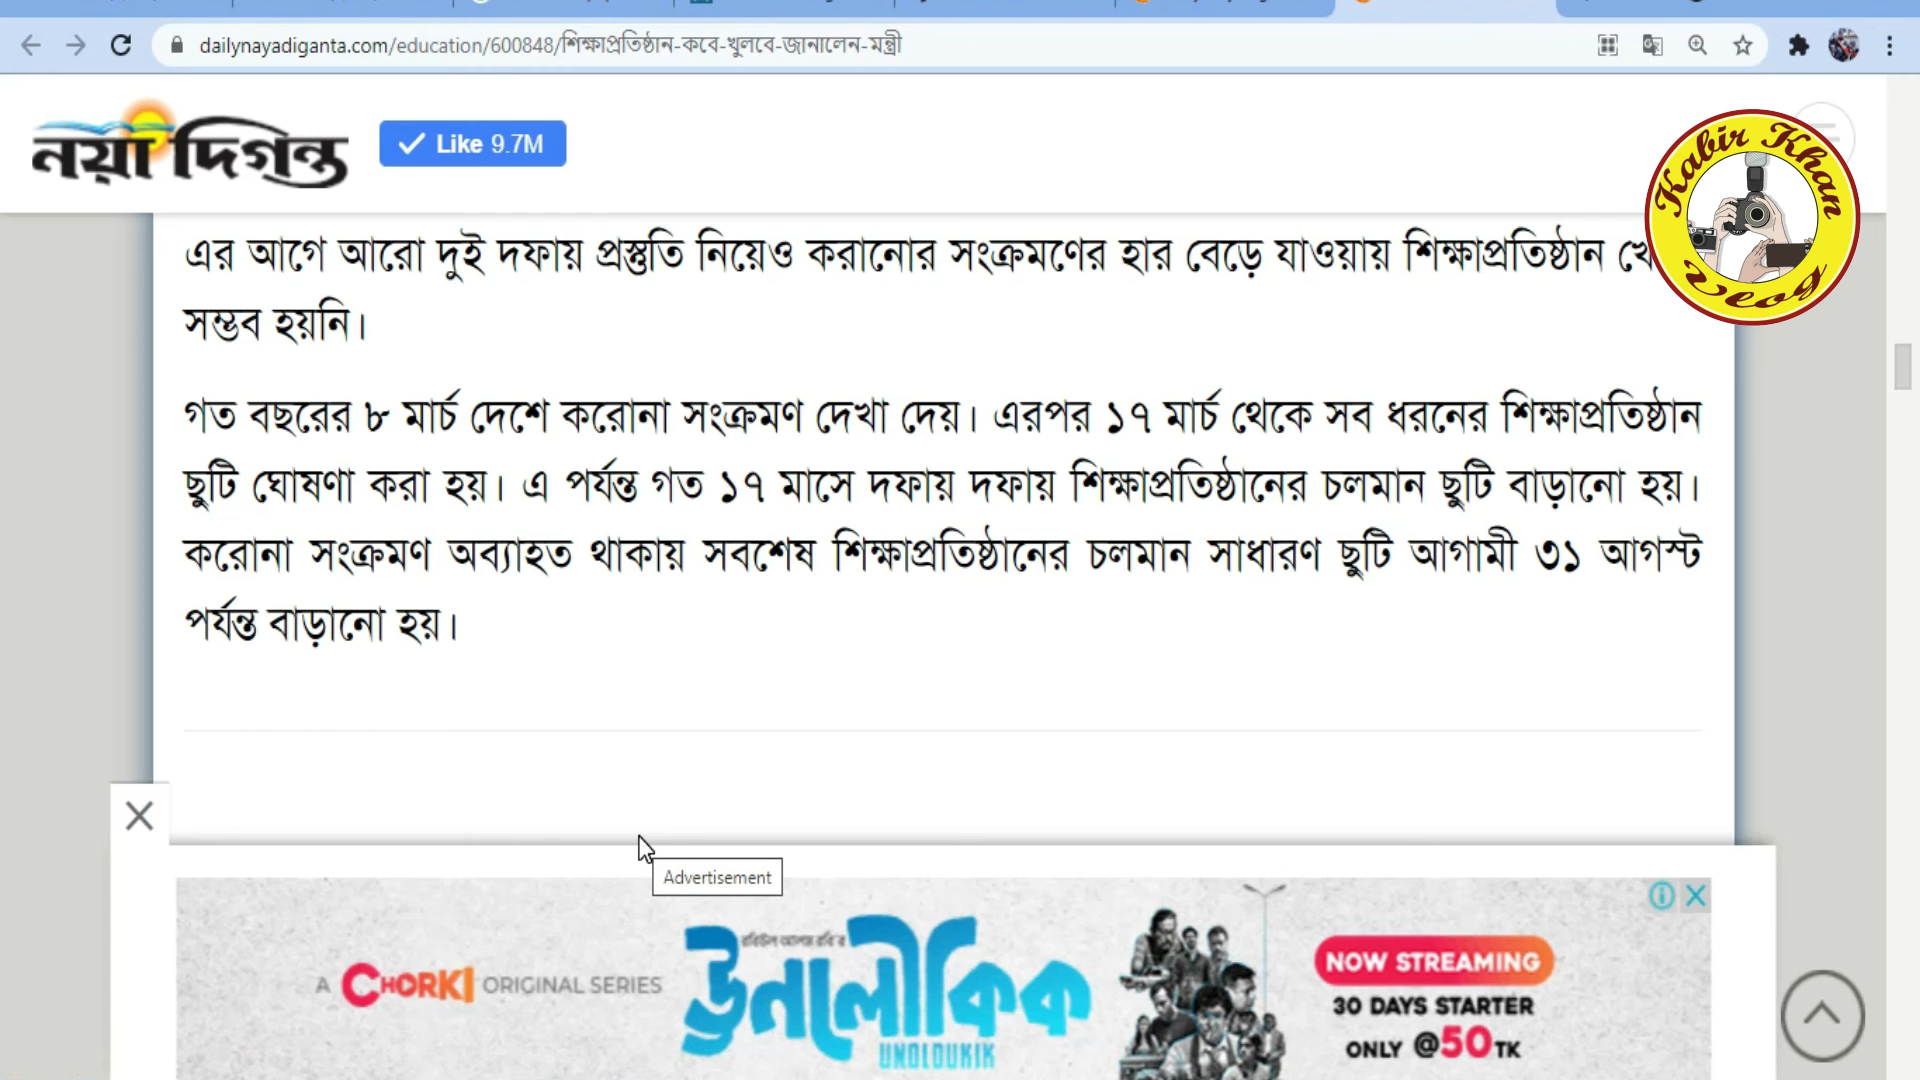 dailynayadiganta.com/education/600848/শিক্ষাপ্রতিষ্ঠান-কবে-খুলবে-জানালেন-মন্ত্রী
নয়া দিগন্ত
Like 9.7M
Kabir Khan
Vlog
এর আগে আরো দুই দফায় প্রস্তুতি নিয়েও করানোর সংক্রমণের হার বেড়ে যাওয়ায় শিক্ষাপ্রতিষ্ঠান
সম্ভব হয়নি।
গত বছরের ৮ মার্চ দেশে করোনা সংক্রমণ দেখা দেয়। এরপর ১৭ মার্চ থেকে সব ধরনের শিক্ষাপ্রতিষ্ঠান
ছুটি ঘোষণা করা হয়। এ পর্যন্ত গত ১৭ মাসে দফায় দফায় শিক্ষাপ্রতিষ্ঠানের চলমান ছুটি বাড়ানো হয়।
করোনা সংক্রমণ অব্যাহত থাকায় সবশেষ শিক্ষাপ্রতিষ্ঠানের চলমান সাধারণ ছুটি আগামী ৩১ আগস্ট
পর্যন্ত বাড়ানো হয়।
Advertisement
A CHORKI ORIGINAL SERIES
ঊনলৌকিক
UNOLOUKIK
NOW STREAMING
30 DAYS STARTER
ONLY @50 TK